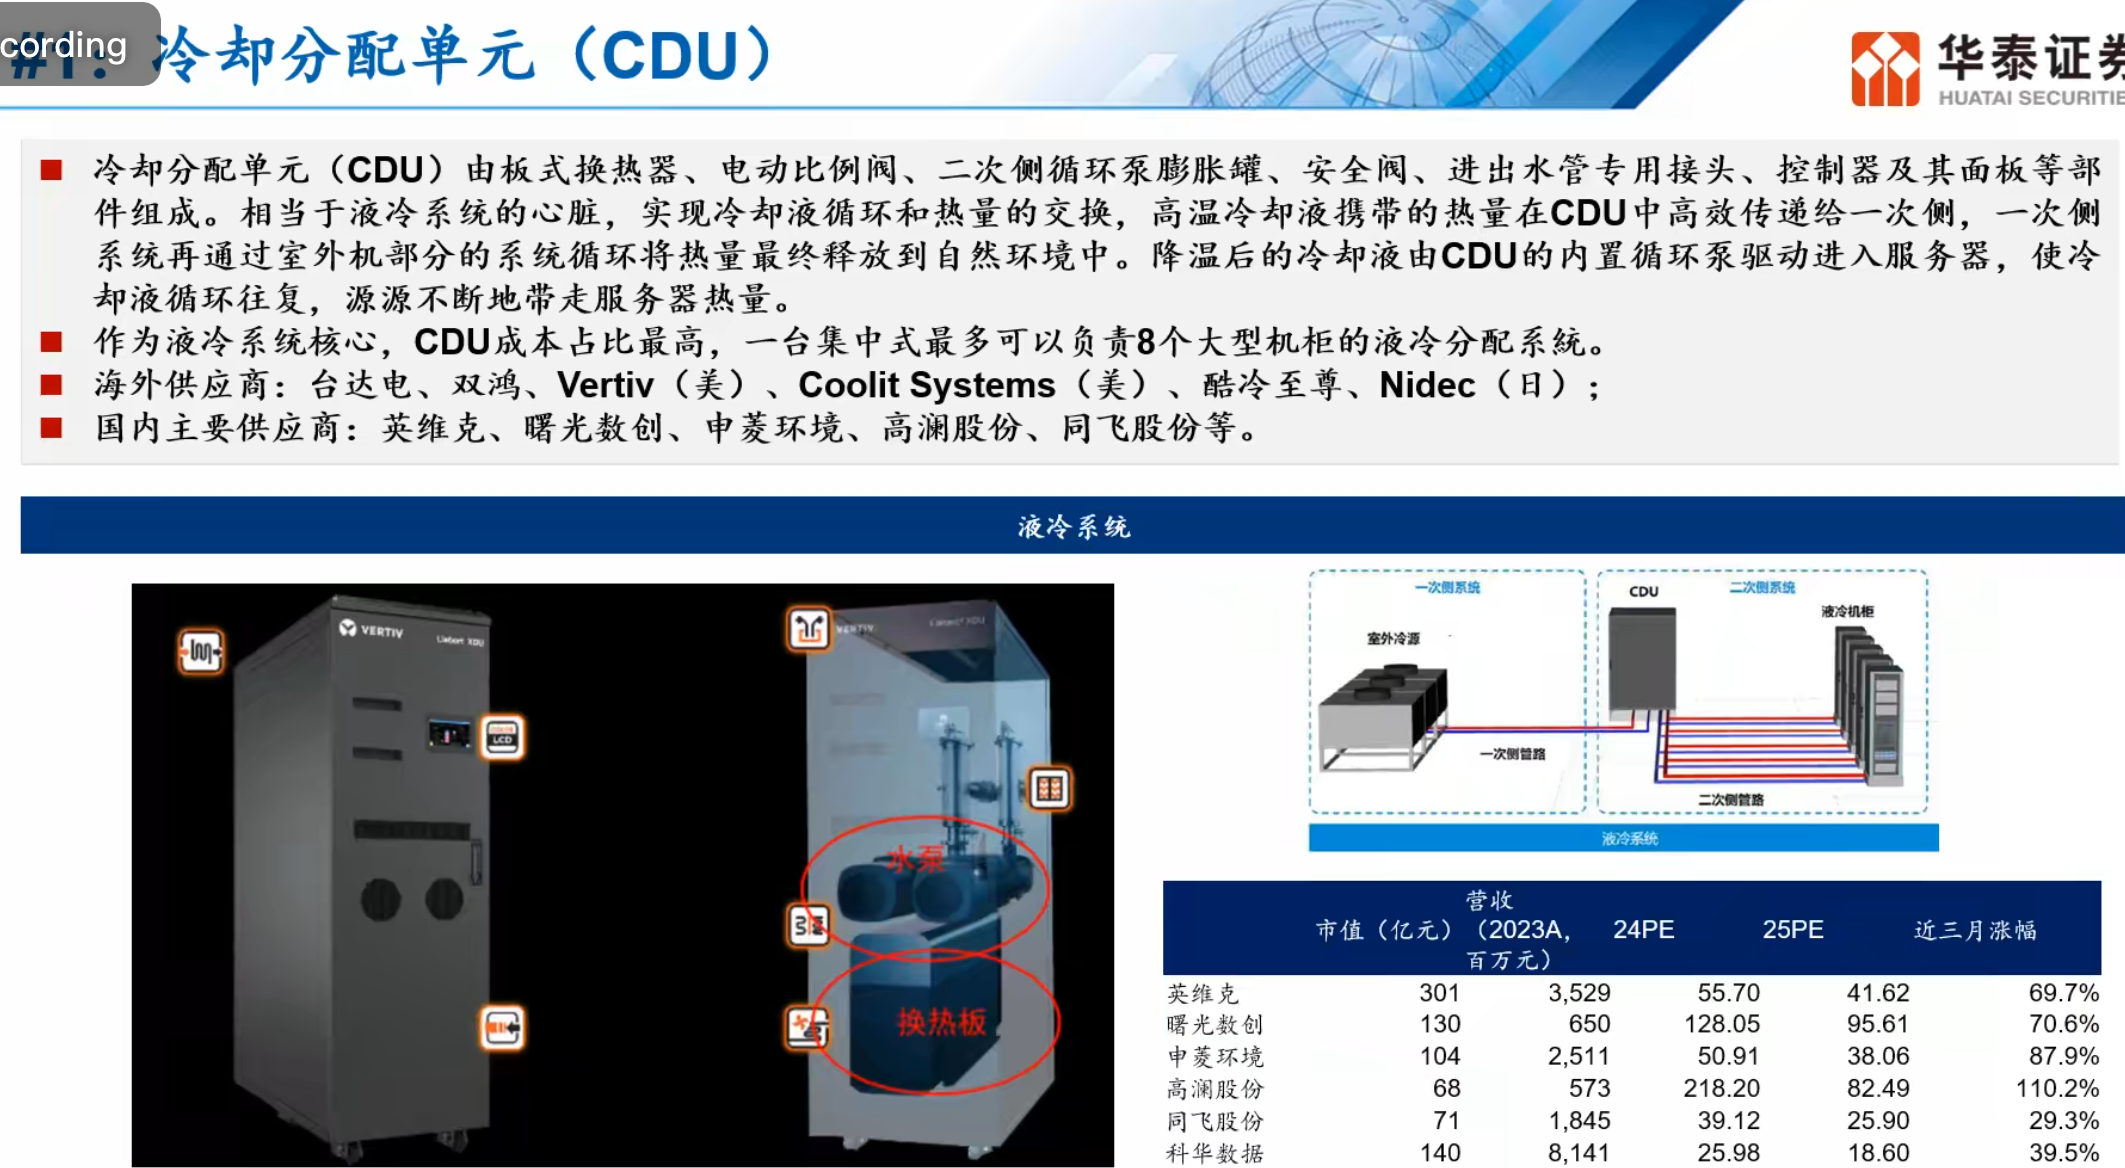 cording
#1：冷却分配单元（CDU）
华泰证券
HUATAI SECURITIE
冷却分配单元（CDU）由板式换热器、电动比例阀、二次侧循环泵膨胀罐、安全阀、进出水管专用接头、控制器及其面板等部
件组成。相当于液冷系统的心脏，实现冷却液循环和热量的交换，高温冷却液携带的热量在CDU中高效传递给一次侧，一次侧
系统再通过室外机部分的系统循环将热量最终释放到自然环境中。降温后的冷却液由CDU的内置循环泵驱动进入服务器，使冷
却液循环往复，源源不断地带走服务器热量。
作为液冷系统核心，CDU成本占比最高，一台集中式最多可以负责8个大型机柜的液冷分配系統。
海外供应商：台达电、双鸿、Vertiv（美）、Coolit Systems（美）、酷冷至尊、Nidec（日）；
国内主要供应商：英维克、曙光数创、申菱环境、高澜股份、同飞股份等。
液冷系统
VERTIV
Liebert XDU
LCD
VERTIV
Liebert XDU
水泵
换热板
一次侧系统
CDU
二次侧系统
液冷机柜
室外冷源
一次侧管路
二次侧管路
液冷系统
市值（亿元） 营收（2023A，百万元） 24PE 25PE 近三月涨幅
英维克 301 3,529 55.70 41.62 69.7%
曙光数创 130 650 128.05 95.61 70.6%
申菱环境 104 2,511 50.91 38.06 87.9%
高澜股份 68 573 218.20 82.49 110.2%
同飞股份 71 1,845 39.12 25.90 29.3%
科华数据 140 8,141 25.98 18.60 39.5%